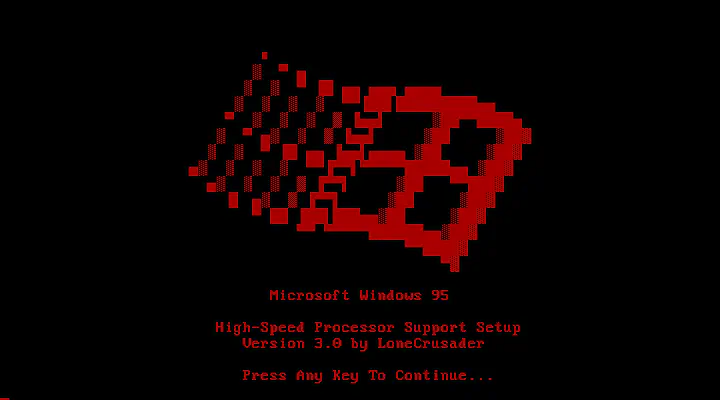 Microsoft Windows 95
High-Speed Processor Support Setup
Version 3.0 by LoneCrusader
Press Any Key To Continue...